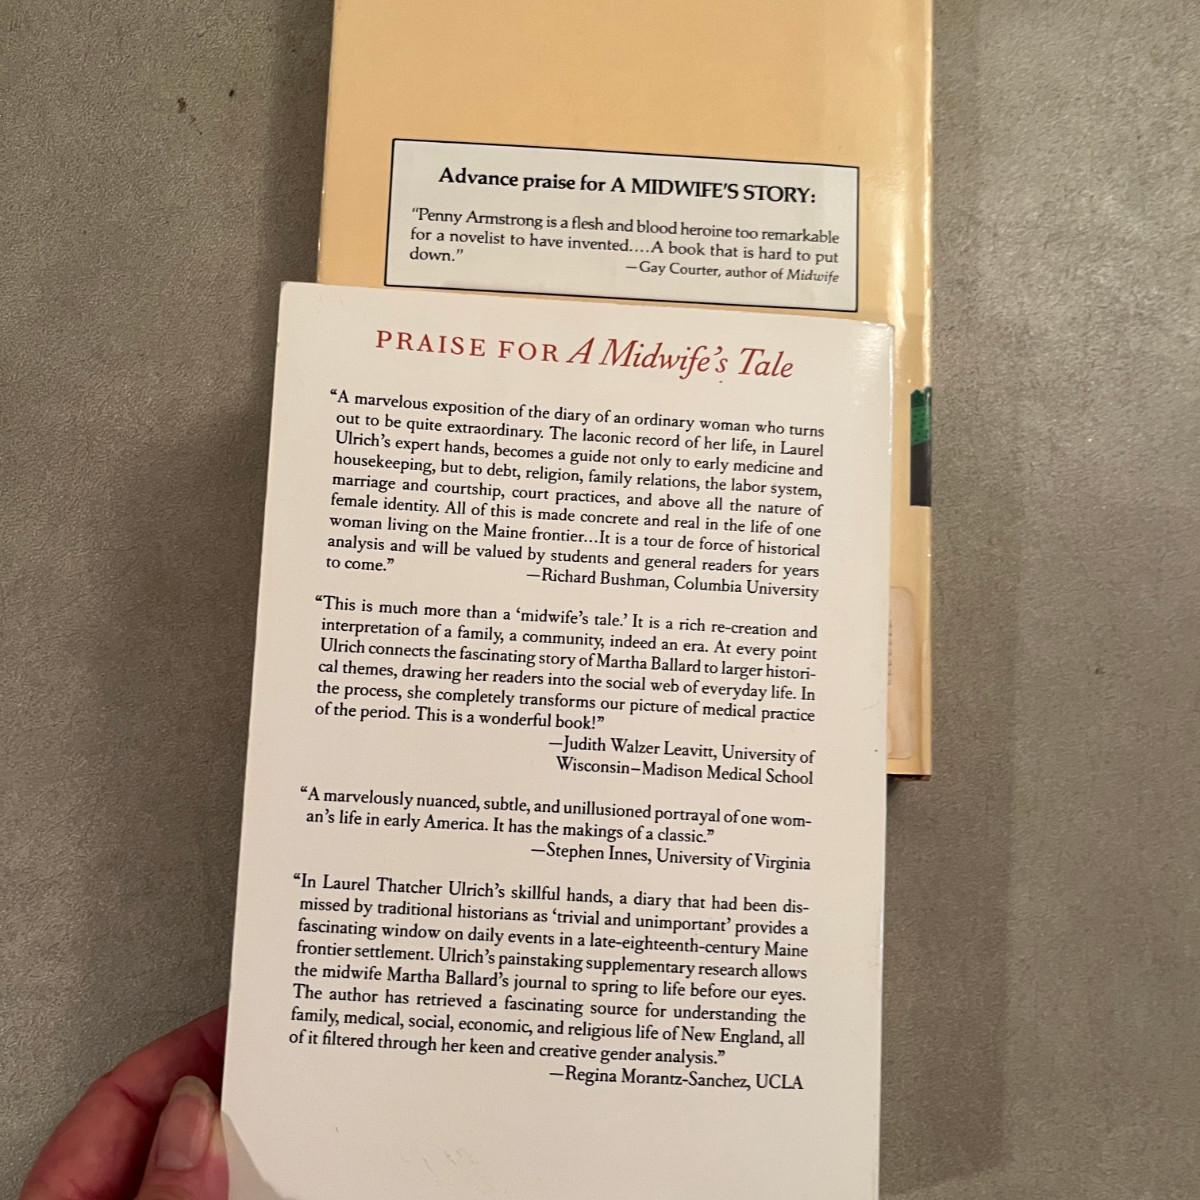 Advance praise for A MIDWIFE'S STORY:
"Penny Armstrong is a flesh and blood heroine too remarkable
for a novelist to have invented....A book that is hard to put
down."
—Gay Courter, author of Midwife
PRAISE FOR A Midwife's Tale
"A marvelous exposition of the diary of an ordinary woman who turns
out to be quite extraordinary. The laconic record of her life, in Laurel
Ulrich's expert hands, becomes a guide not only to early medicine and
housekeeping, but to debt, religion, family relations, the labor system,
marriage and courtship, court practices, and above all the nature of
female identity. All of this is made concrete and real in the life of one
woman living on the Maine frontier...It is a tour de force of historical
analysis and will be valued by students and general readers for years
to come."
—Richard Bushman, Columbia University
"This is much more than a 'midwife's tale.' It is a rich re-creation and
interpretation of a family, a community, indeed an era. At every point
Ulrich connects the fascinating story of Martha Ballard to larger histori-
cal themes, drawing her readers into the social web of everyday life. In
the process, she completely transforms our picture of medical practice
of the period. This is a wonderful book!"
—Judith Walzer Leavitt, University of
Wisconsin–Madison Medical School
"A marvelously nuanced, subtle, and unillusioned portrayal of one wom-
an's life in early America. It has the makings of a classic."
—Stephen Innes, University of Virginia
"In Laurel Thatcher Ulrich's skillful hands, a diary that had been dis-
missed by traditional historians as 'trivial and unimportant' provides a
fascinating window on daily events in a late-eighteenth-century Maine
frontier settlement. Ulrich's painstaking supplementary research allows
the midwife Martha Ballard's journal to spring to life before our eyes.
The author has retrieved a fascinating source for understanding the
family, medical, social, economic, and religious life of New England, all
of it filtered through her keen and creative gender analysis."
—Regina Morantz-Sanchez, UCLA